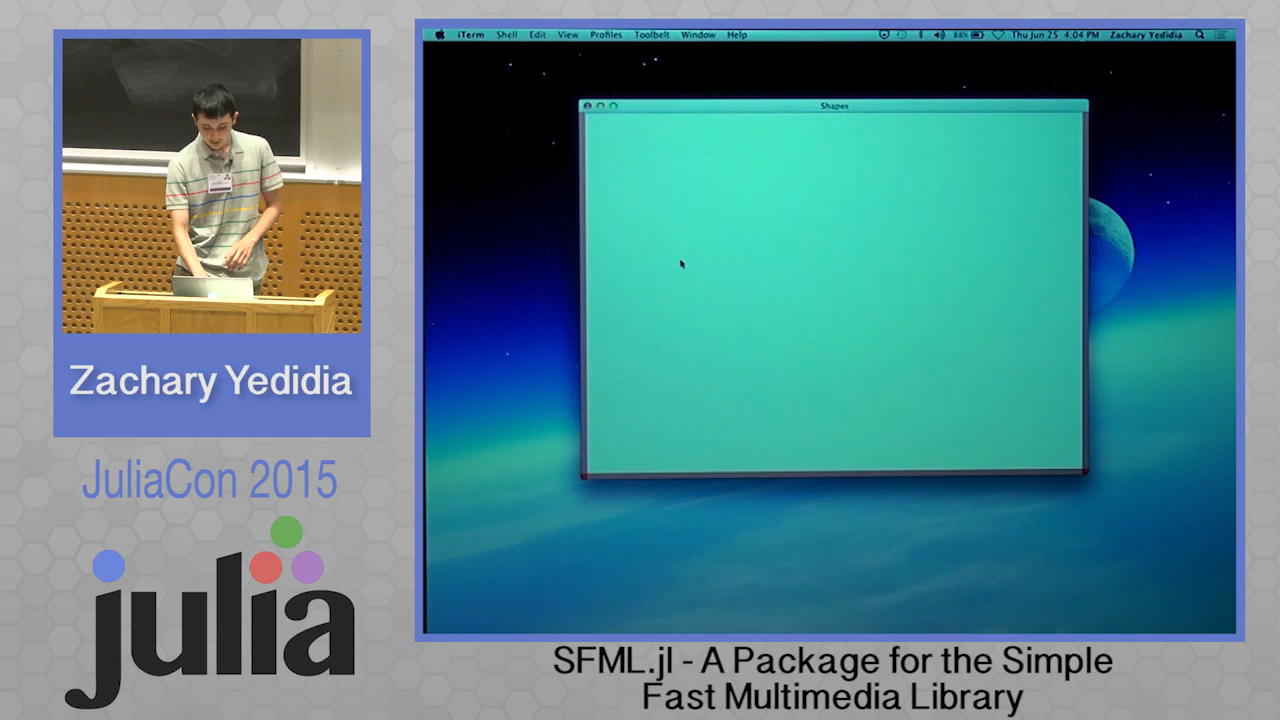 iTerm Shell Edit View Profiles Toolbelt Window Help 88% Thu Jun 25 4:04 PM Zachary Yedidia
Shapes
Zachary Yedidia
JuliaCon 2015
julia
SFML.jl - A Package for the Simple
Fast Multimedia Library